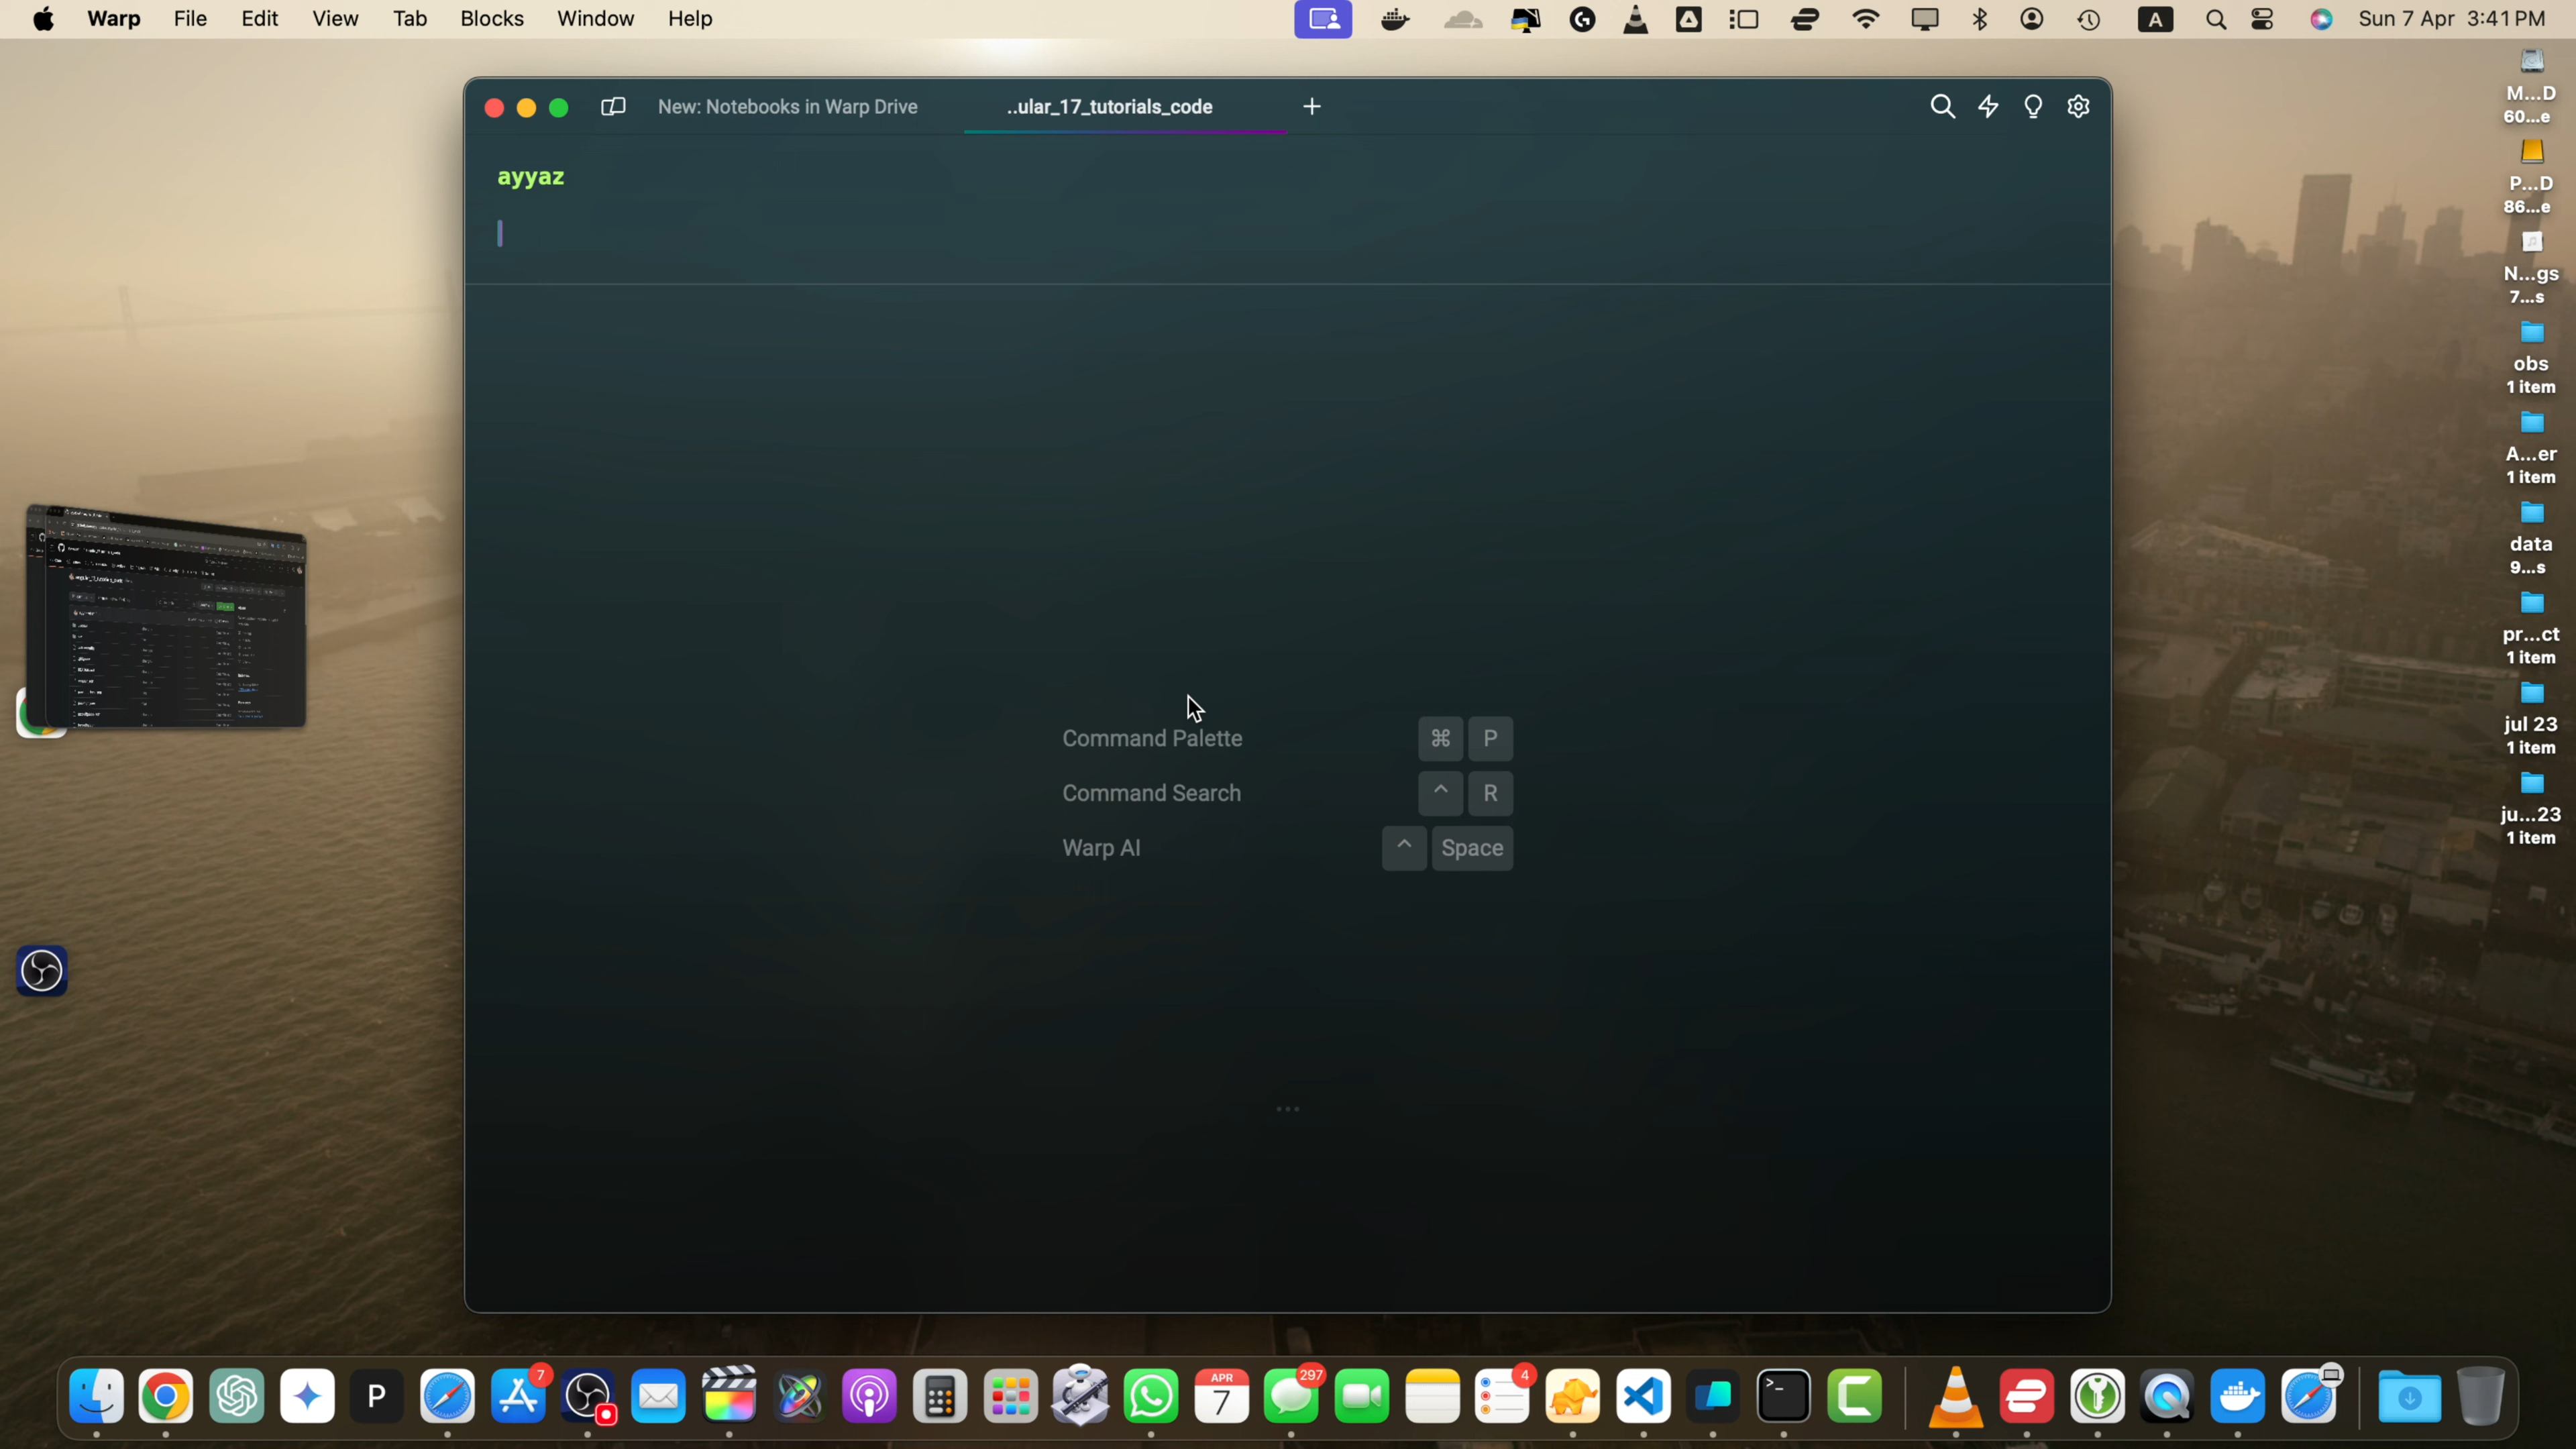 Warp File Edit View Tab Blocks Window Help
A
Sun 7 Apr 3:41 PM
New: Notebooks in Warp Drive
..ular_17_tutorials_code
+
ayyaz
Command Palette ⌘ P
Command Search ^ R
Warp AI ^ Space
...
M...D
60...e
P...D
86...e
N...gs
7...s
obs
1 item
A...er
1 item
data
9...s
pr...ct
1 item
jul 23
1 item
ju...23
1 item
P
7
APR
7
297
4
>_